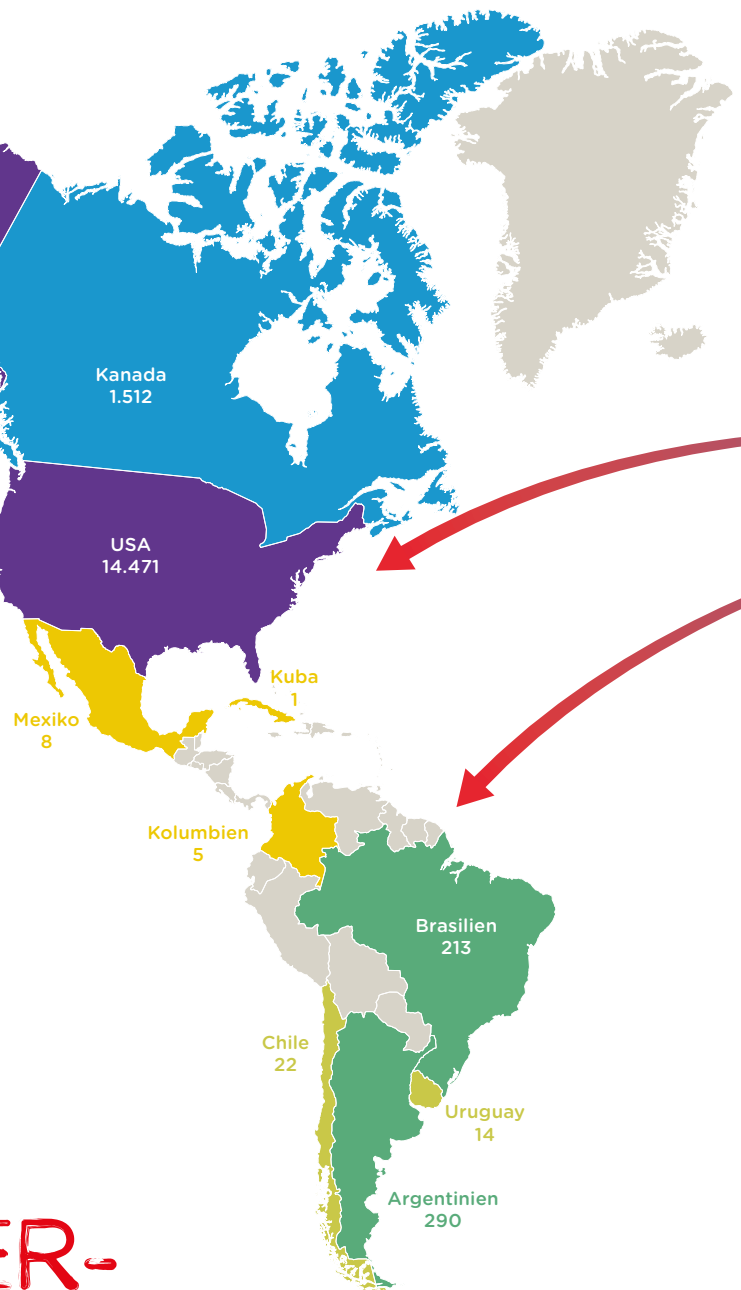 Kanada
1.512
USA
14.471
Kuba
1
Mexiko
8
Kolumbien
5
Brasilien
213
Chile
22
Uruguay
14
Argentinien
290
ER-